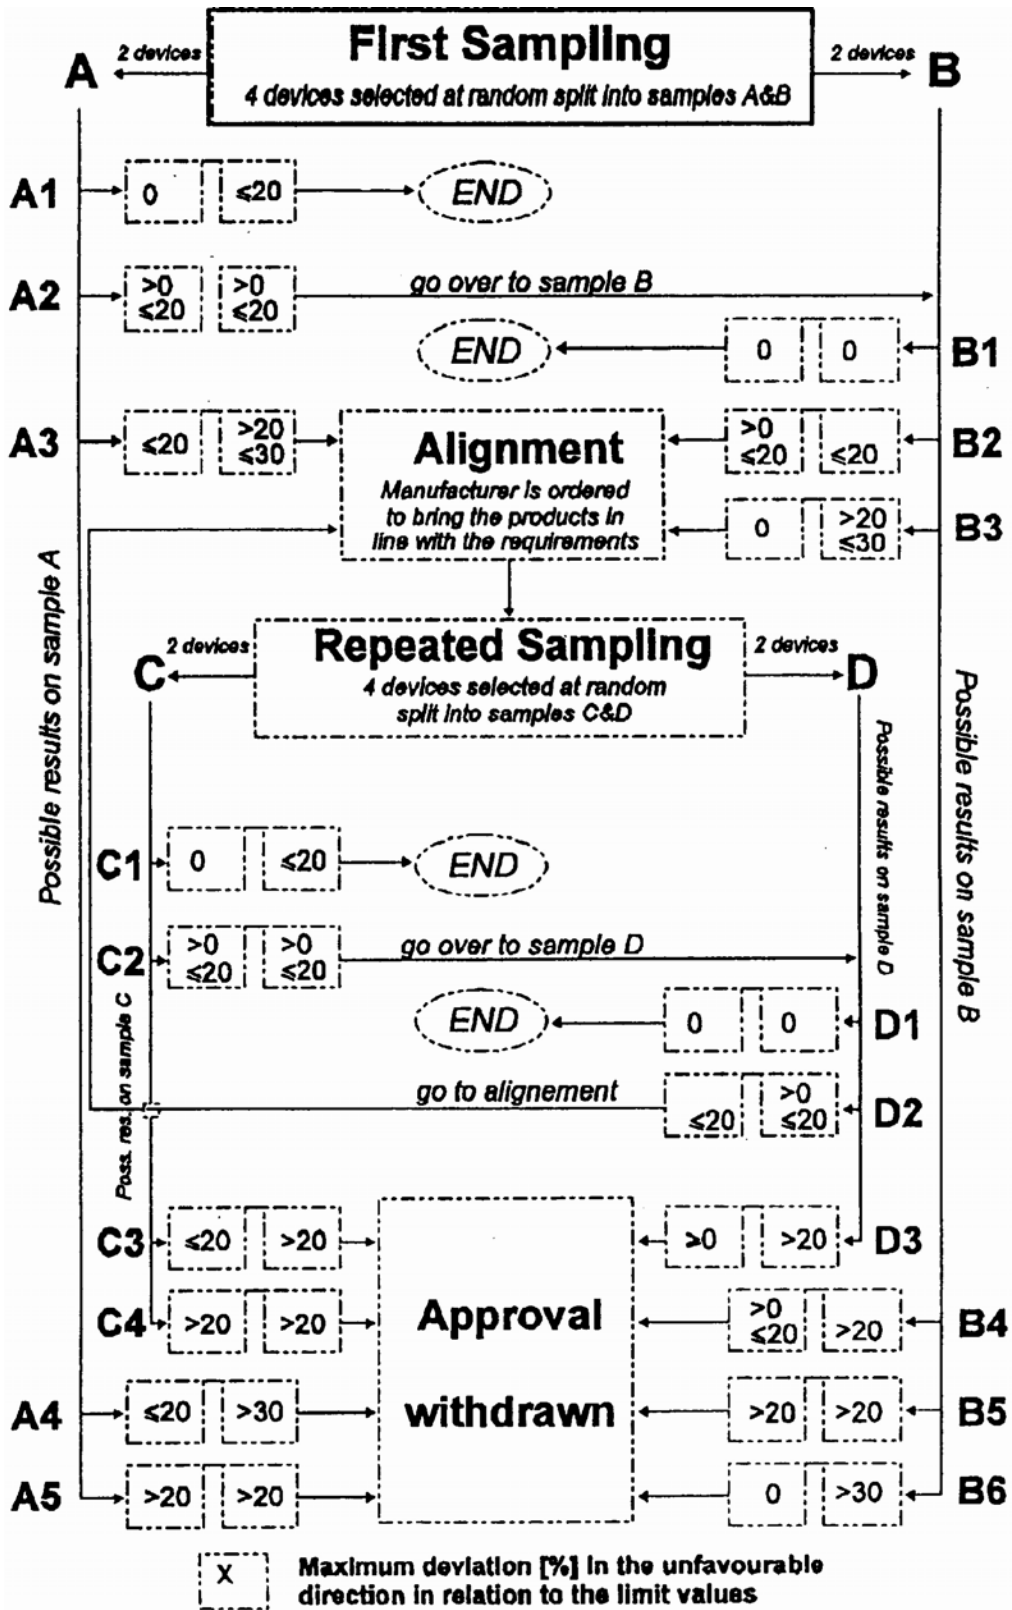 First Sampling
4 devices selected at random split into samples A&B
A
2 devices
2 devices
B
A1
0
≤20
END
A2
>0
≤20
>0
≤20
go over to sample B
END
0
0
B1
A3
≤20
>20
≤30
Alignment
Manufacturer is ordered
to bring the products in
line with the requirements
>0
≤20
≤20
B2
0
>20
≤30
B3
Possible results on sample A
Possible results on sample B
Repeated Sampling
4 devices selected at random
split into samples C&D
C
2 devices
2 devices
D
Poss. res. on sample C
Possible results on sample D
C1
0
≤20
END
C2
>0
≤20
>0
≤20
go over to sample D
END
0
0
D1
go to alignement
≤20
>0
≤20
D2
C3
≤20
>20
≥0
>20
D3
C4
>20
>20
Approval
withdrawn
>0
≤20
>20
B4
A4
≤20
>30
>20
>20
B5
A5
>20
>20
0
>30
B6
X
Maximum deviation [%] in the unfavourable
direction in relation to the limit values